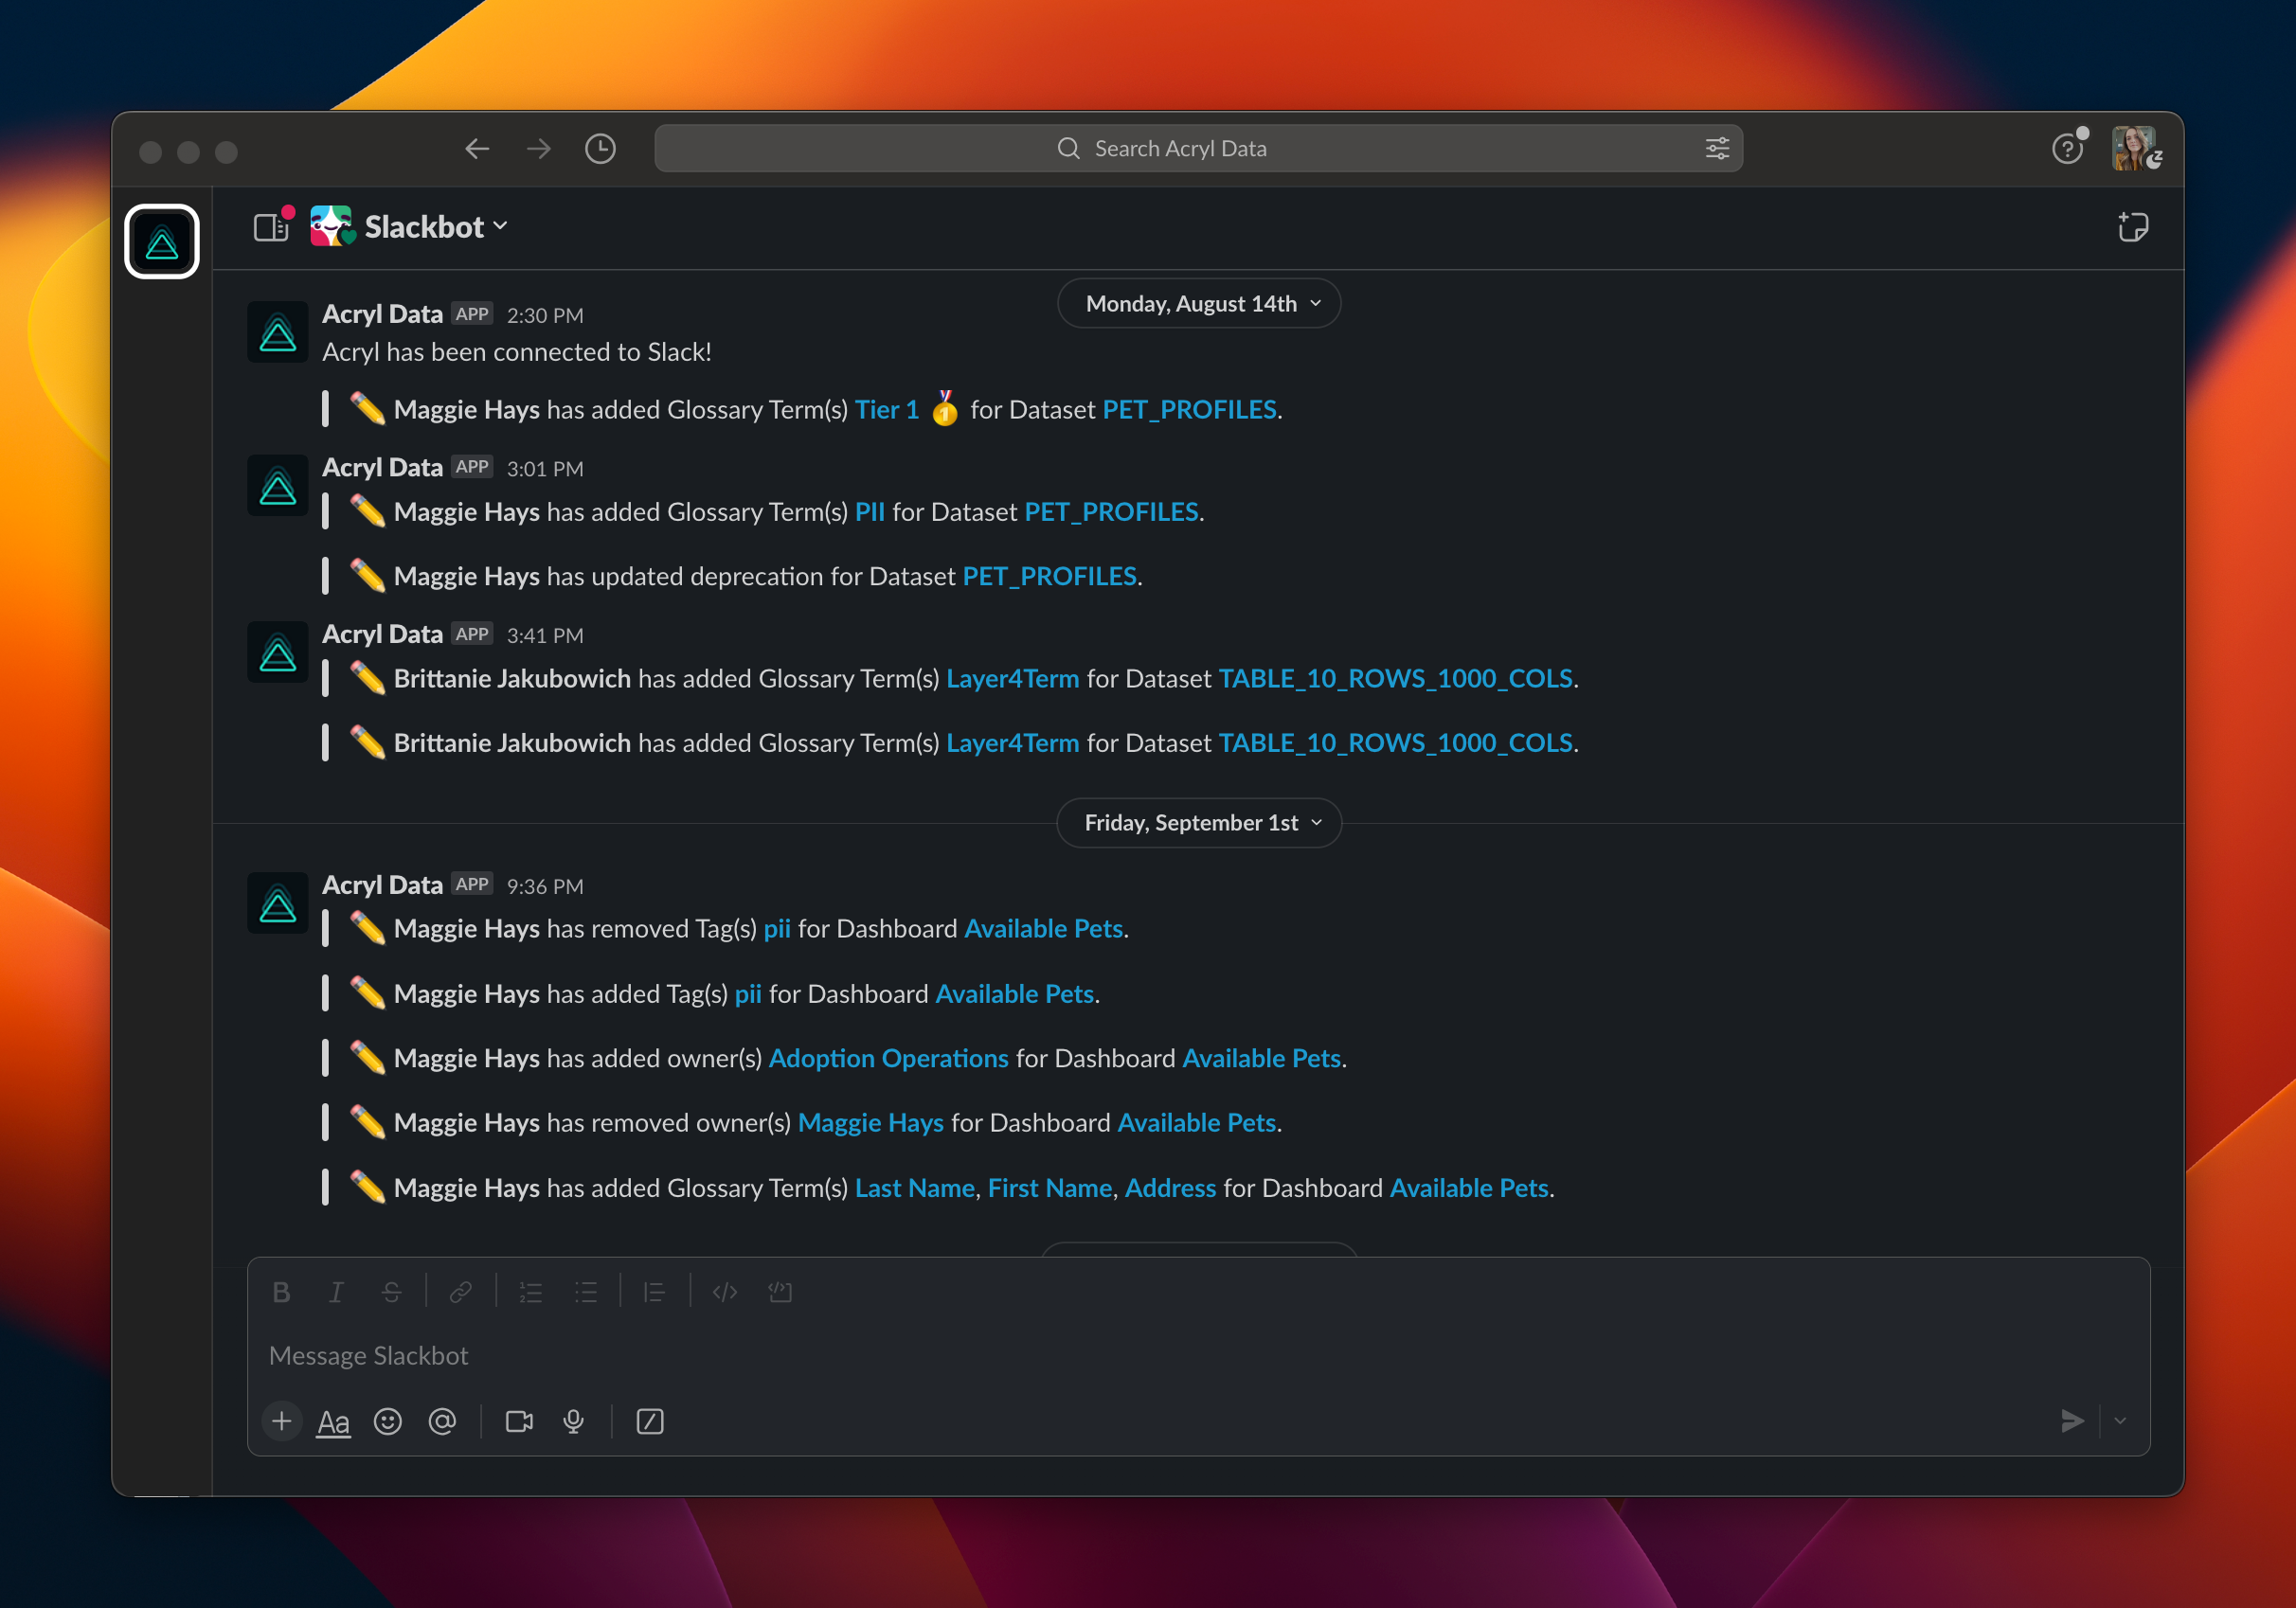 Search Acryl Data
Slackbot
Monday, August 14th
Acryl Data APP 2:30 PM
Acryl has been connected to Slack!
Maggie Hays has added Glossary Term(s) Tier 1 🏅 for Dataset PET_PROFILES.
Acryl Data APP 3:01 PM
Maggie Hays has added Glossary Term(s) PII for Dataset PET_PROFILES.
Maggie Hays has updated deprecation for Dataset PET_PROFILES.
Acryl Data APP 3:41 PM
Brittanie Jakubowich has added Glossary Term(s) Layer4Term for Dataset TABLE_10_ROWS_1000_COLS.
Brittanie Jakubowich has added Glossary Term(s) Layer4Term for Dataset TABLE_10_ROWS_1000_COLS.
Friday, September 1st
Acryl Data APP 9:36 PM
Maggie Hays has removed Tag(s) pii for Dashboard Available Pets.
Maggie Hays has added Tag(s) pii for Dashboard Available Pets.
Maggie Hays has added owner(s) Adoption Operations for Dashboard Available Pets.
Maggie Hays has removed owner(s) Maggie Hays for Dashboard Available Pets.
Maggie Hays has added Glossary Term(s) Last Name, First Name, Address for Dashboard Available Pets.
B I S
Message Slackbot
Aa